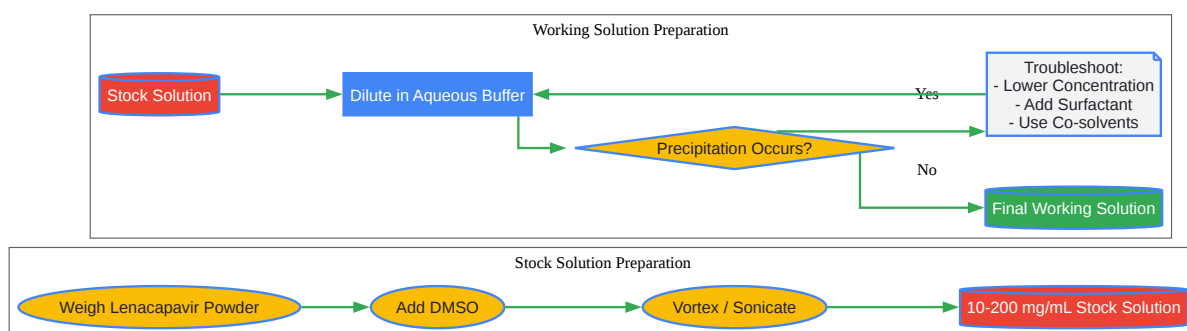 Working Solution Preparation
Stock Solution
Dilute in Aqueous Buffer
Yes
Troubleshoot:
- Lower Concentration
- Add Surfactant
- Use Co-solvents
Precipitation Occurs?
No
Final Working Solution
Stock Solution Preparation
Weigh Lenacapavir Powder
Add DMSO
Vortex / Sonicate
10-200 mg/mL Stock Solution